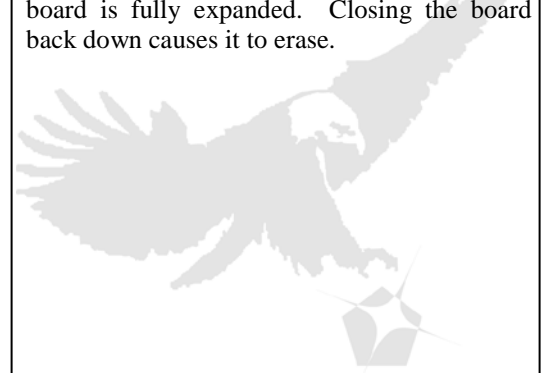 board is fully expanded. Closing the board
back down causes it to erase.